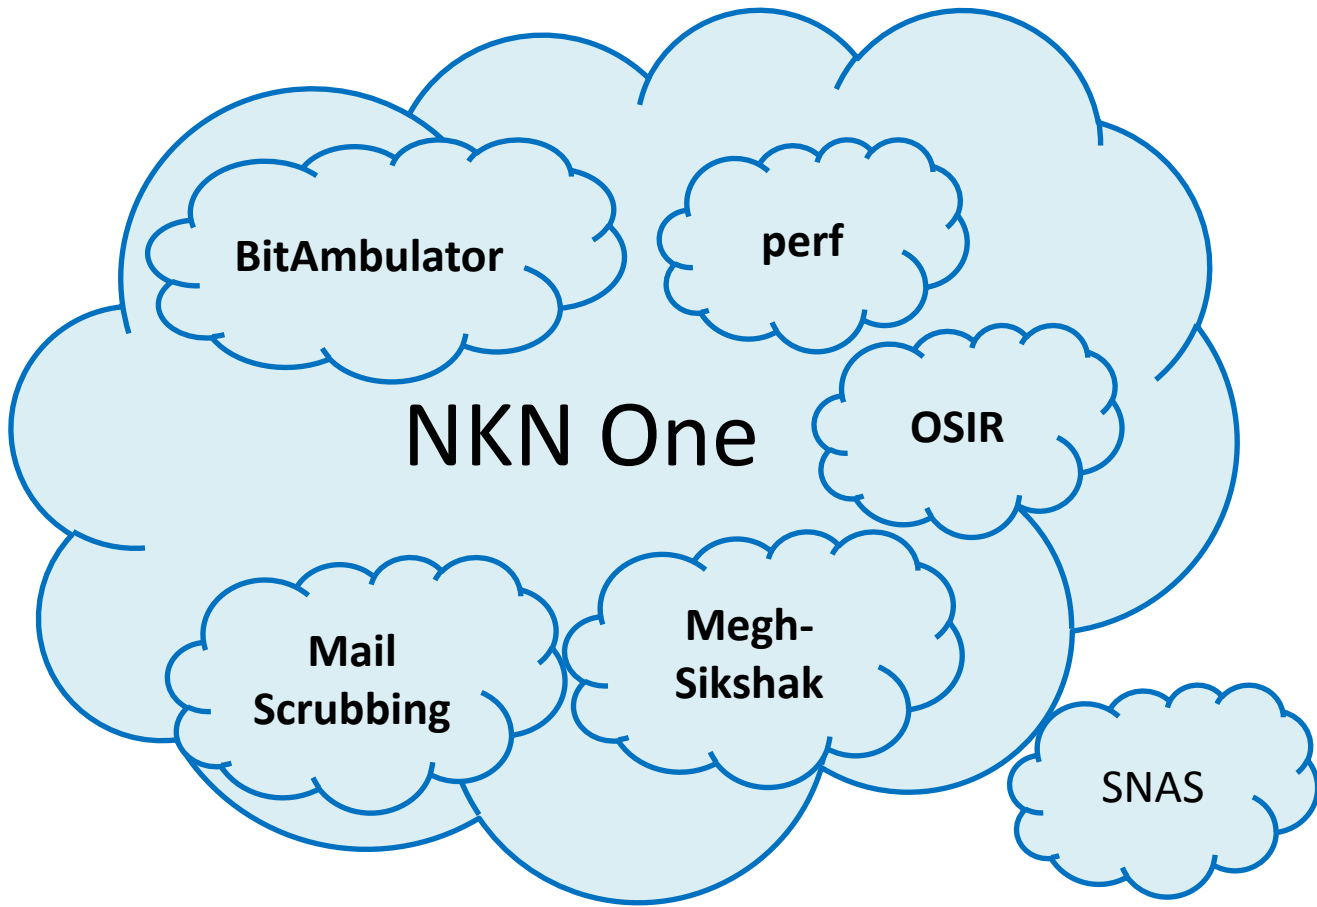 BitAmbulator
perf
NKN One
OSIR
Mail
Scrubbing
Megh-
Sikshak
SNAS